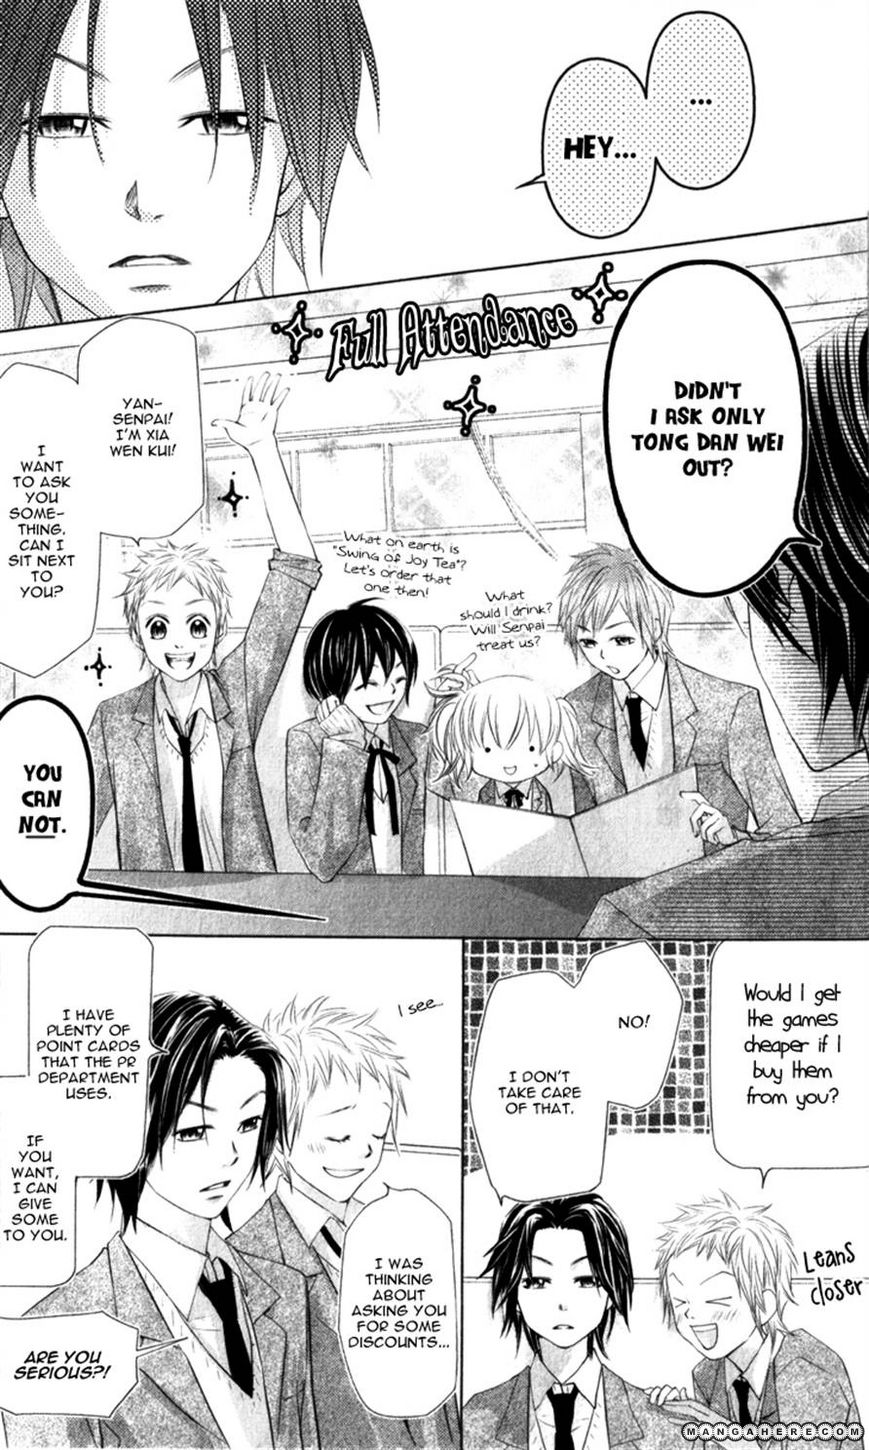 ...
HEY...
Full Attendance
DIDN'T
I ASK ONLY
TONG DAN WEI
OUT?
YAN-
SENPAI!
I'M XIA
WEN KUI!
I
WANT
TO ASK
YOU
SOME-
THING.
CAN I
SIT NEXT
TO
YOU?
What on earth is
"Swing of Joy Tea"?
Let's order that
one then!
What
should I drink?
Will Senpai
treat us?
YOU
CAN
NOT.
Would I get
the games
cheaper if I
buy them
from you?
NO!
I DON'T
TAKE CARE
OF THAT.
Leans
closer
I see...
I HAVE
PLENTY OF
POINT CARDS
THAT THE PR
DEPARTMENT
USES.
IF
YOU
WANT,
I CAN
GIVE
SOME
TO YOU.
I WAS
THINKING
ABOUT
ASKING YOU
FOR SOME
DISCOUNTS...
ARE YOU
SERIOUS?!
MANGAHERE.COM